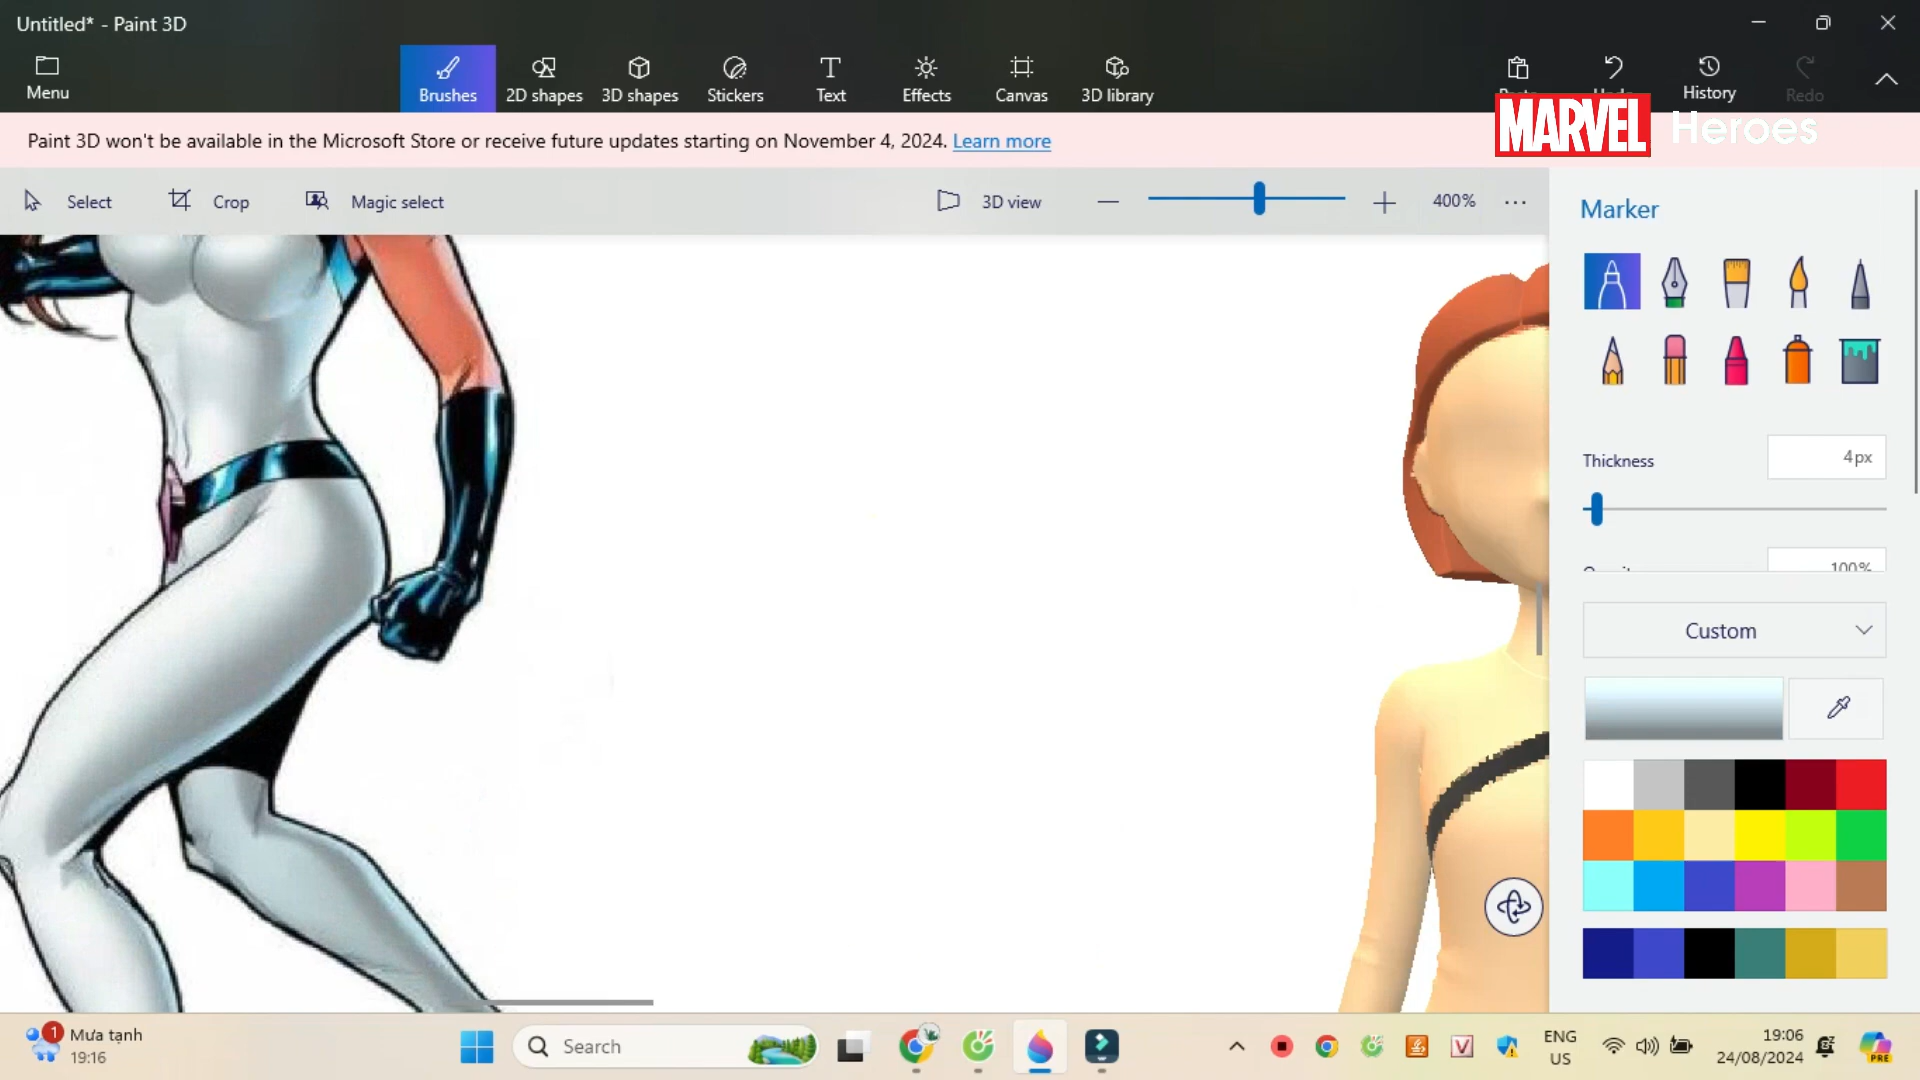 Untitled* - Paint 3D
Menu
Brushes
2D shapes
3D shapes
Stickers
Text
Effects
Canvas
3D library
History
Redo
MARVEL Heroes
Paint 3D won't be available in the Microsoft Store or receive future updates starting on November 4, 2024. Learn more
Select
Crop
Magic select
3D view
400%
Marker
Thickness
4px
100%
Custom
1
Mưa tạnh
19:16
Search
ENG
US
19:06
24/08/2024
PRE